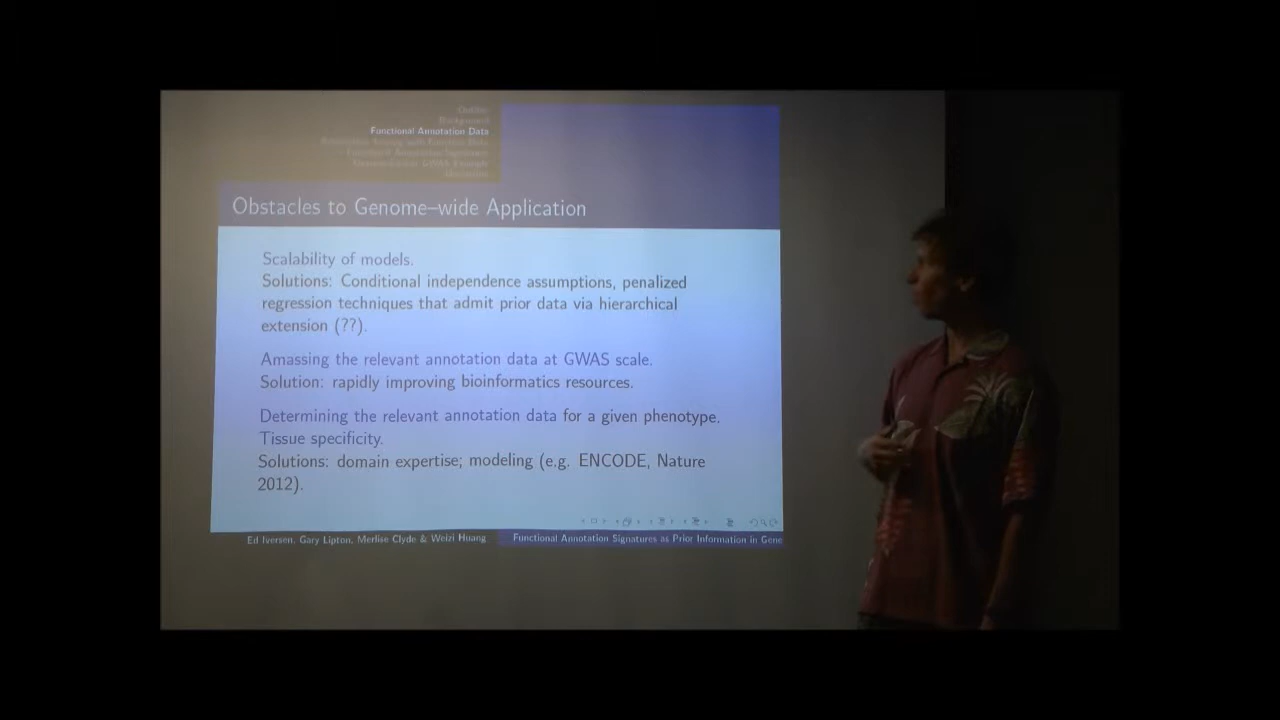 Outline
Background
Functional Annotation Data
Obstacles to Genome–wide Application
Scalability of models.
Solutions: Conditional independence assumptions, penalized
regression techniques that admit prior data via hierarchical
extension (??).
Amassing the relevant annotation data at GWAS scale.
Solution: rapidly improving bioinformatics resources.
Determining the relevant annotation data for a given phenotype.
Tissue specificity.
Solutions: domain expertise; modeling (e.g. ENCODE, Nature
2012).
Ed Iversen, Gary Lipton, Merlise Clyde & Weizi Huang
Functional Annotation Signatures as Prior Information in Gene